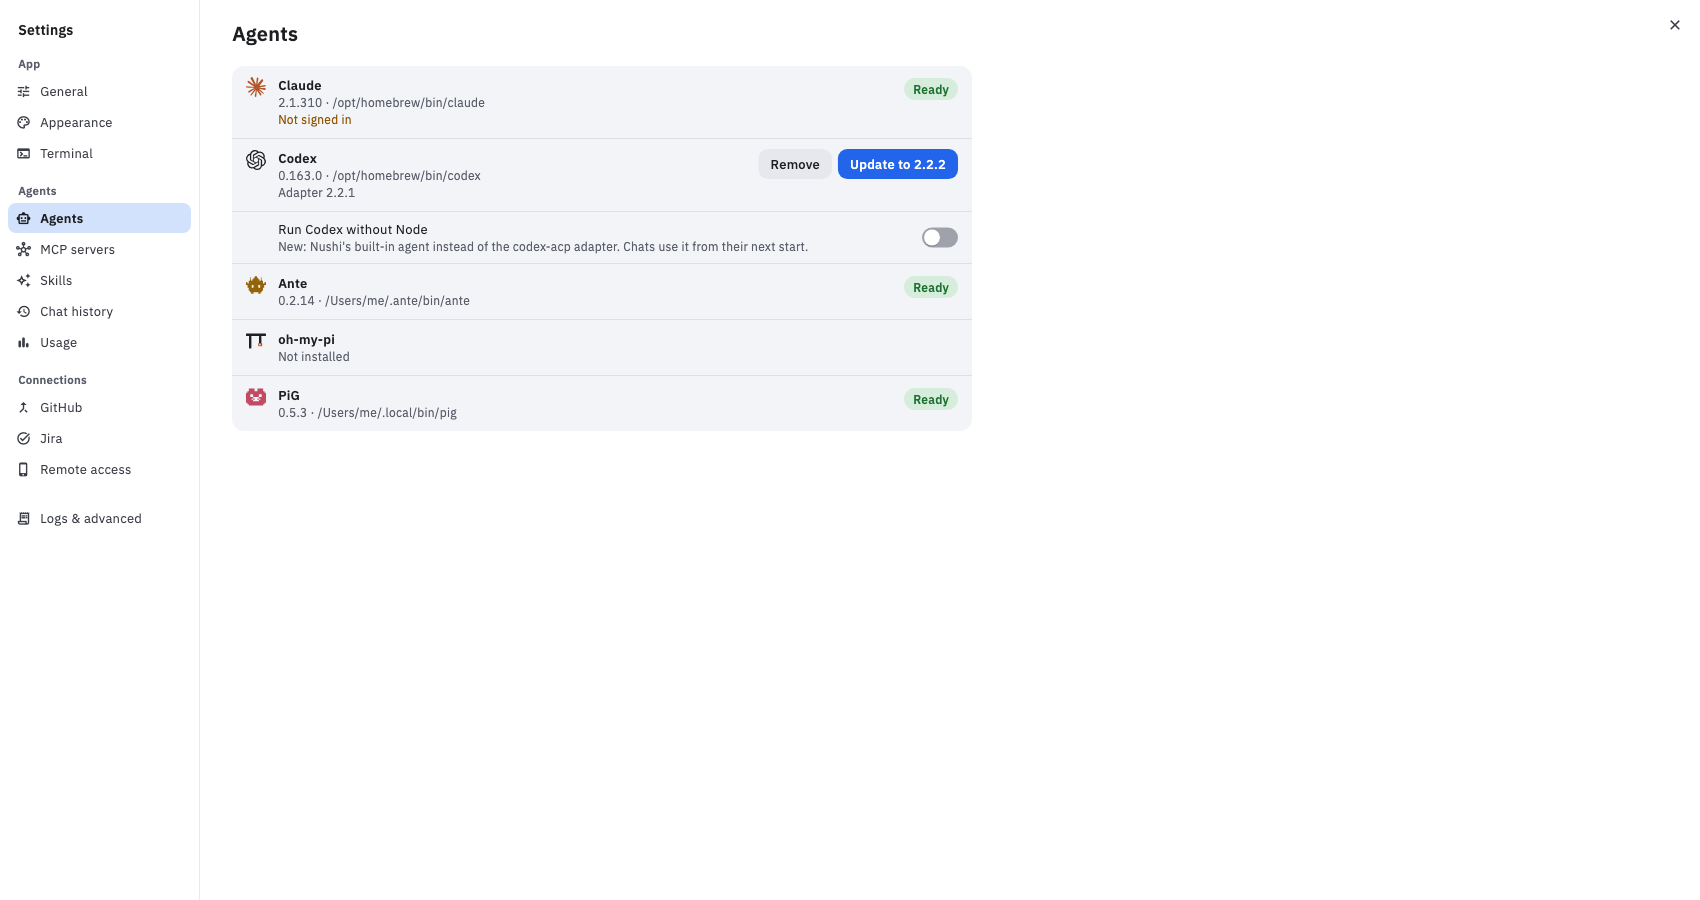 Settings
App
General
Appearance
Terminal
Agents
Agents
MCP servers
Skills
Chat history
Usage
Connections
GitHub
Jira
Remote access
Logs & advanced
Agents
Claude
2.1.310 · /opt/homebrew/bin/claude
Not signed in
Ready
Codex
0.163.0 · /opt/homebrew/bin/codex
Adapter 2.2.1
Remove
Update to 2.2.2
Run Codex without Node
New: Nushi's built-in agent instead of the codex-acp adapter. Chats use it from their next start.
Ante
0.2.14 · /Users/me/.ante/bin/ante
Ready
oh-my-pi
Not installed
PiG
0.5.3 · /Users/me/.local/bin/pig
Ready